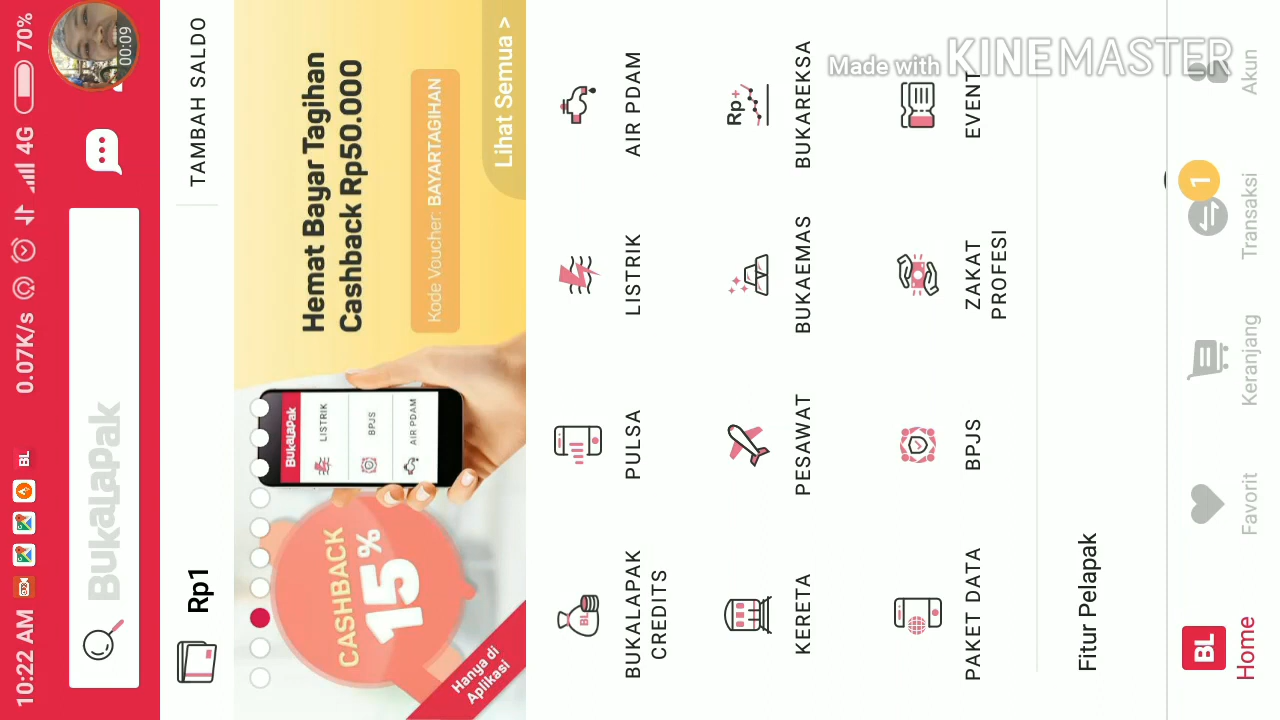 10:22 AM
BL
0.07K/s
4G
70%
00:09
BukaLapak
Rp1
TAMBAH SALDO
CASHBACK
15%
Hanya di
Aplikasi
BukaLapak
LISTRIK
BPJS
AIR PDAM
Hemat Bayar Tagihan
Cashback Rp50.000
Kode Voucher: BAYARTAGIHAN
Lihat Semua >
BL
BUKALAPAK
CREDITS
PULSA
LISTRIK
AIR PDAM
Rp+
KERETA
PESAWAT
BUKAEMAS
BUKAREKSA
PAKET DATA
BPJS
ZAKAT
PROFESI
EVENT
Fitur Pelapak
Made with KINEMASTER
BL
1
Home
Favorit
Keranjang
Transaksi
Akun